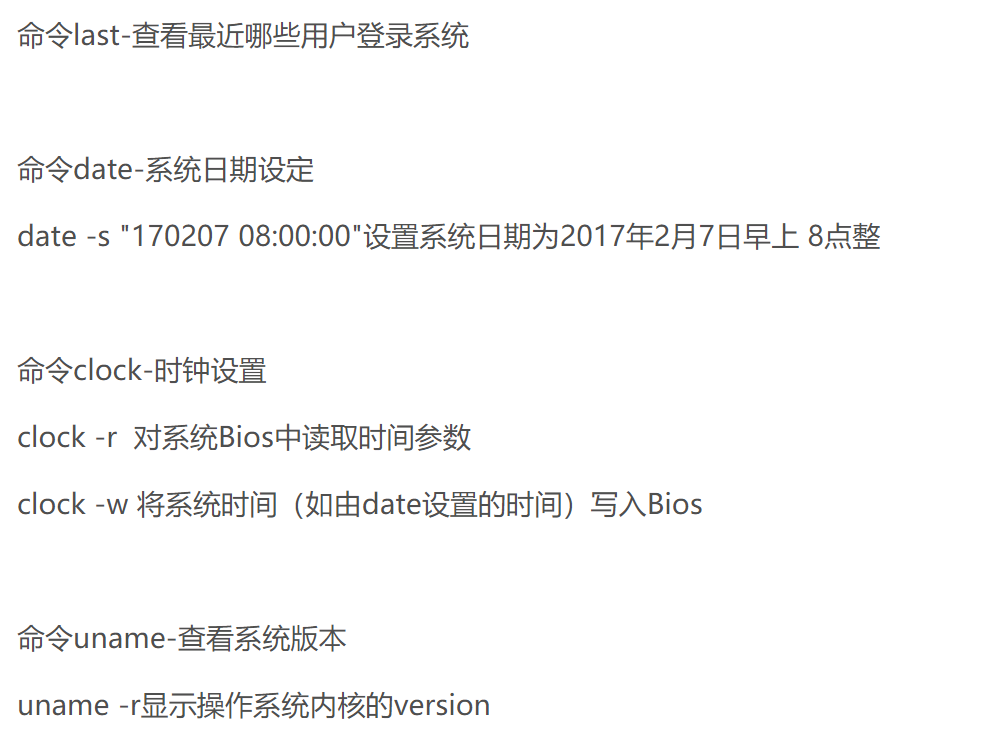 命令last-查看最近哪些用户登录系统
命令date-系统日期设定
date -s "170207 08:00:00"设置系统日期为2017年2月7日早上 8点整
命令clock-时钟设置
clock -r  对系统Bios中读取时间参数
clock -w 将系统时间（如由date设置的时间）写入Bios
命令uname-查看系统版本
uname -r显示操作系统内核的version